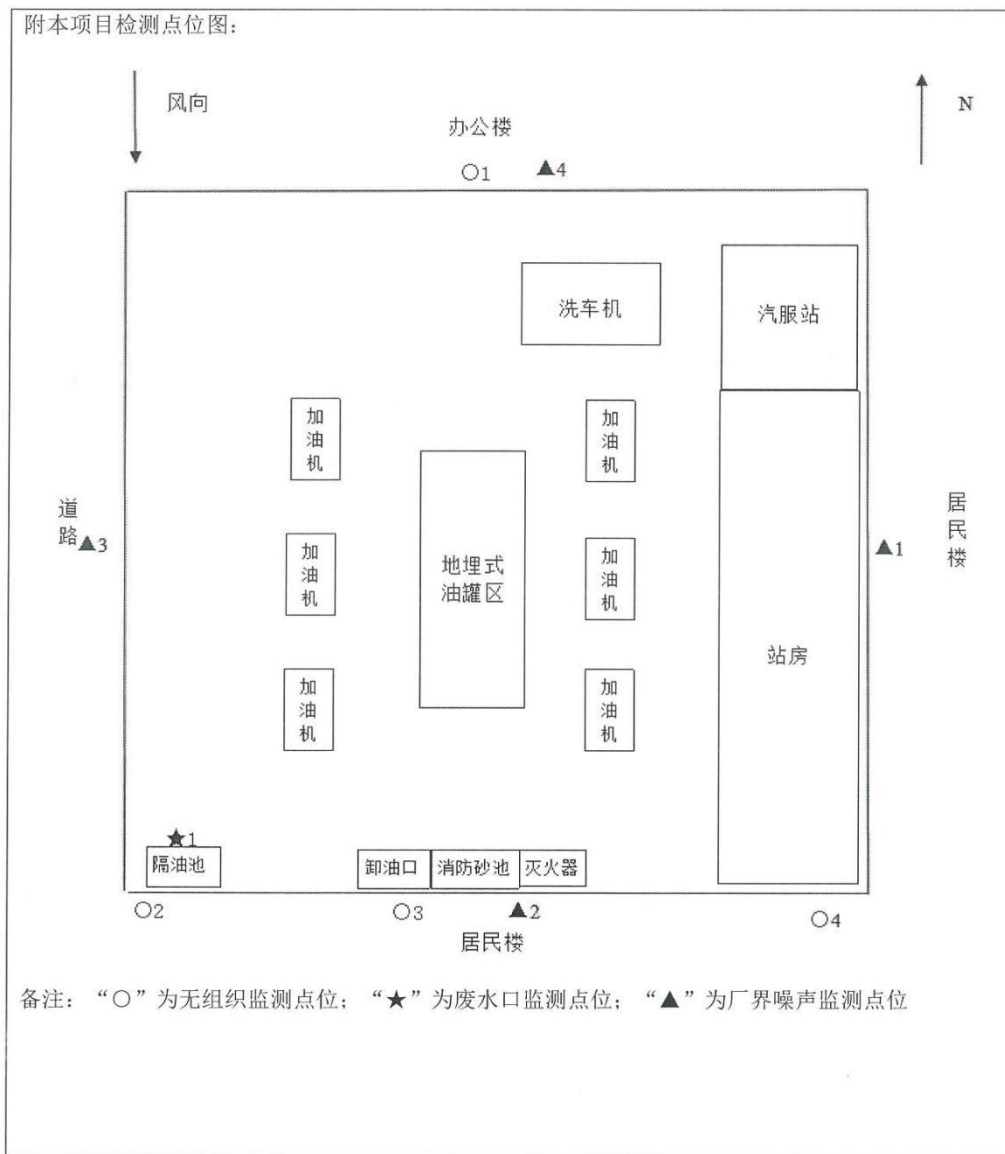 附本项目检测点位图：
风向
N
办公楼
○1
▲4
洗车机
汽服站
加油机
加油机
道路
▲3
加油机
地埋式
油罐区
加油机
▲1
居民楼
站房
加油机
加油机
★1
隔油池
卸油口
消防砂池
灭火器
○2
○3
▲2
○4
居民楼
备注：“○”为无组织监测点位；“★”为废水口监测点位；“▲”为厂界噪声监测点位